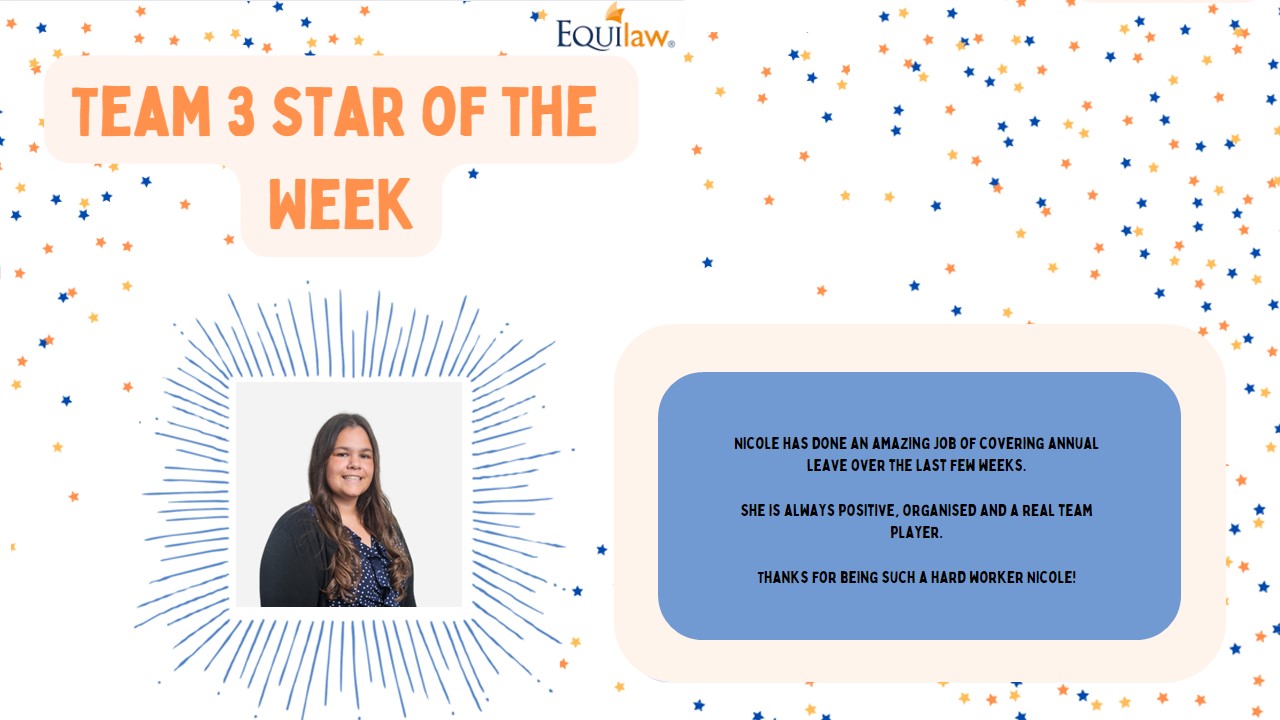 EQUIlaw®
TEAM 3 STAR OF THE
WEEK
NICOLE HAS DONE AN AMAZING JOB OF COVERING ANNUAL
LEAVE OVER THE LAST FEW WEEKS.
SHE IS ALWAYS POSITIVE, ORGANISED AND A REAL TEAM
PLAYER.
THANKS FOR BEING SUCH A HARD WORKER NICOLE!